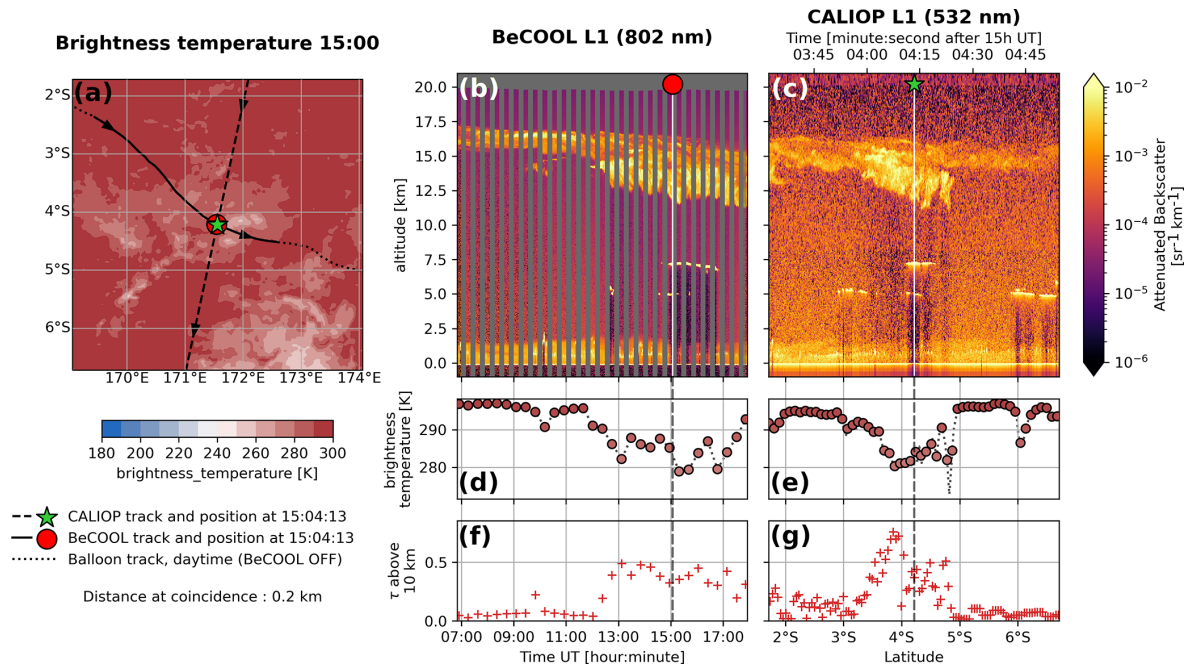 Brightness temperature 15:00
(a)
2°S
3°S
4°S
5°S
6°S
170°E 171°E 172°E 173°E 174°E
180 200 220 240 260 280 300
brightness_temperature [K]
CALIOP track and position at 15:04:13
BeCOOL track and position at 15:04:13
Balloon track, daytime (BeCOOL OFF)
Distance at coincidence : 0.2 km
BeCOOL L1 (802 nm)
(b)
altitude [km]
20.0
17.5
15.0
12.5
10.0
7.5
5.0
2.5
0.0
CALIOP L1 (532 nm)
Time [minute:second after 15h UT]
03:45 04:00 04:15 04:30 04:45
(c)
10⁻²
10⁻³
10⁻⁴
10⁻⁵
10⁻⁶
Attenuated Backscatter
[sr⁻¹km⁻¹]
brightness
temperature [K]
290
280
(d)
(e)
τ above
10 km
0.5
0.0
(f)
07:00 09:00 11:00 13:00 15:00 17:00
Time UT [hour:minute]
(g)
2°S 3°S 4°S 5°S 6°S
Latitude